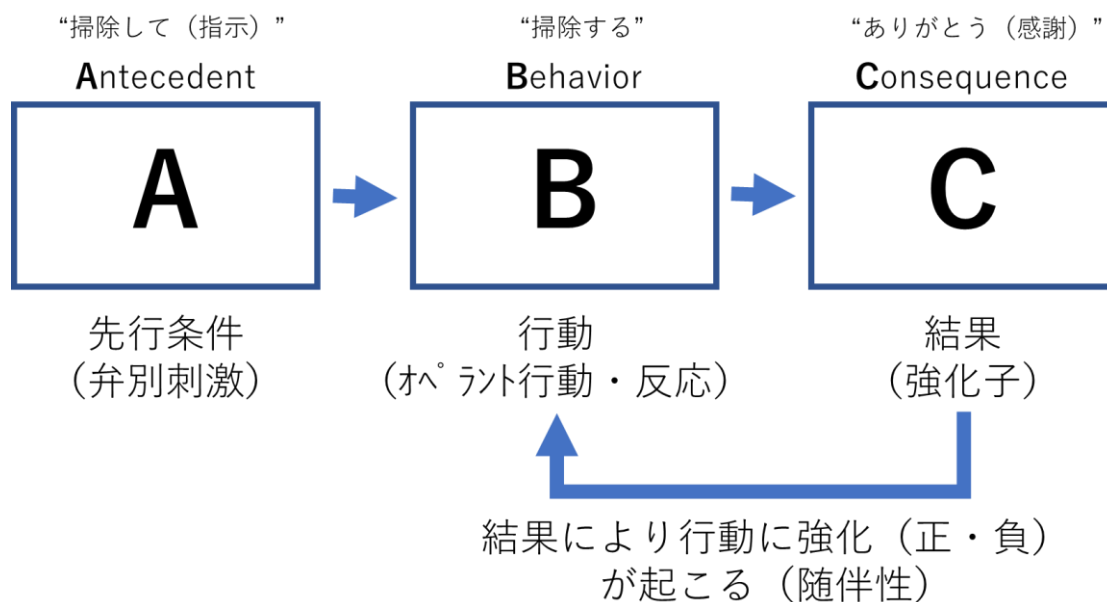 “掃除して（指示）”
“掃除する”
“ありがとう（感謝）”
Antecedent
Behavior
Consequence
A
B
C
先行条件
（弁別刺激）
行動
（ｵﾍﾟﾗﾝﾄ行動・反応）
結果
（強化子）
結果により行動に強化（正・負）
が起こる（随伴性）